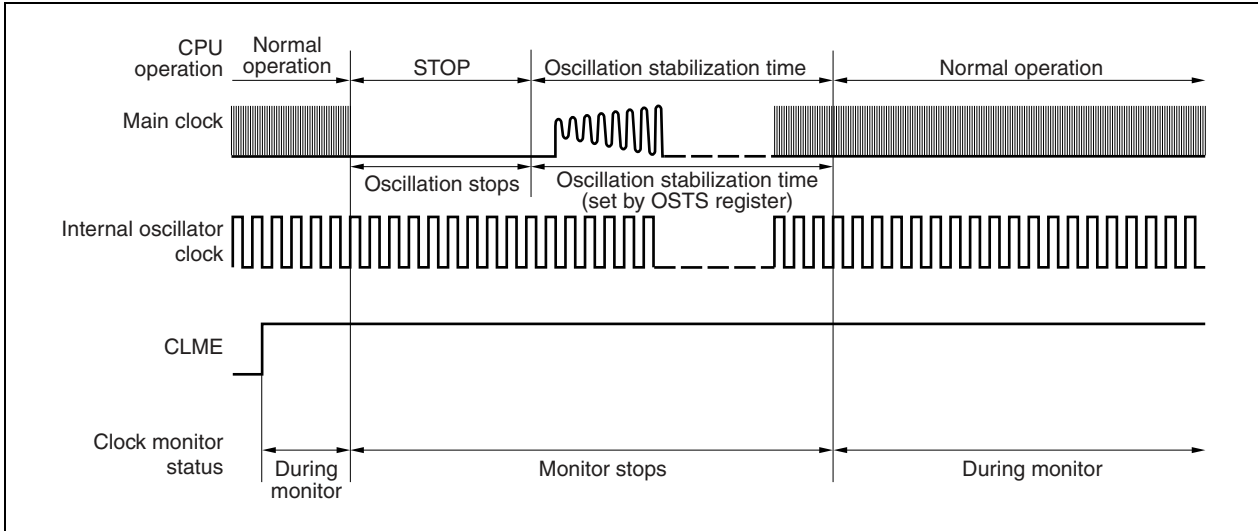 CPU
operation
Normal
operation
STOP
Oscillation stabilization time
Normal operation
Main clock
Oscillation stops
Oscillation stabilization time
(set by OSTS register)
Internal oscillator
clock
CLME
Clock monitor
status
During
monitor
Monitor stops
During monitor